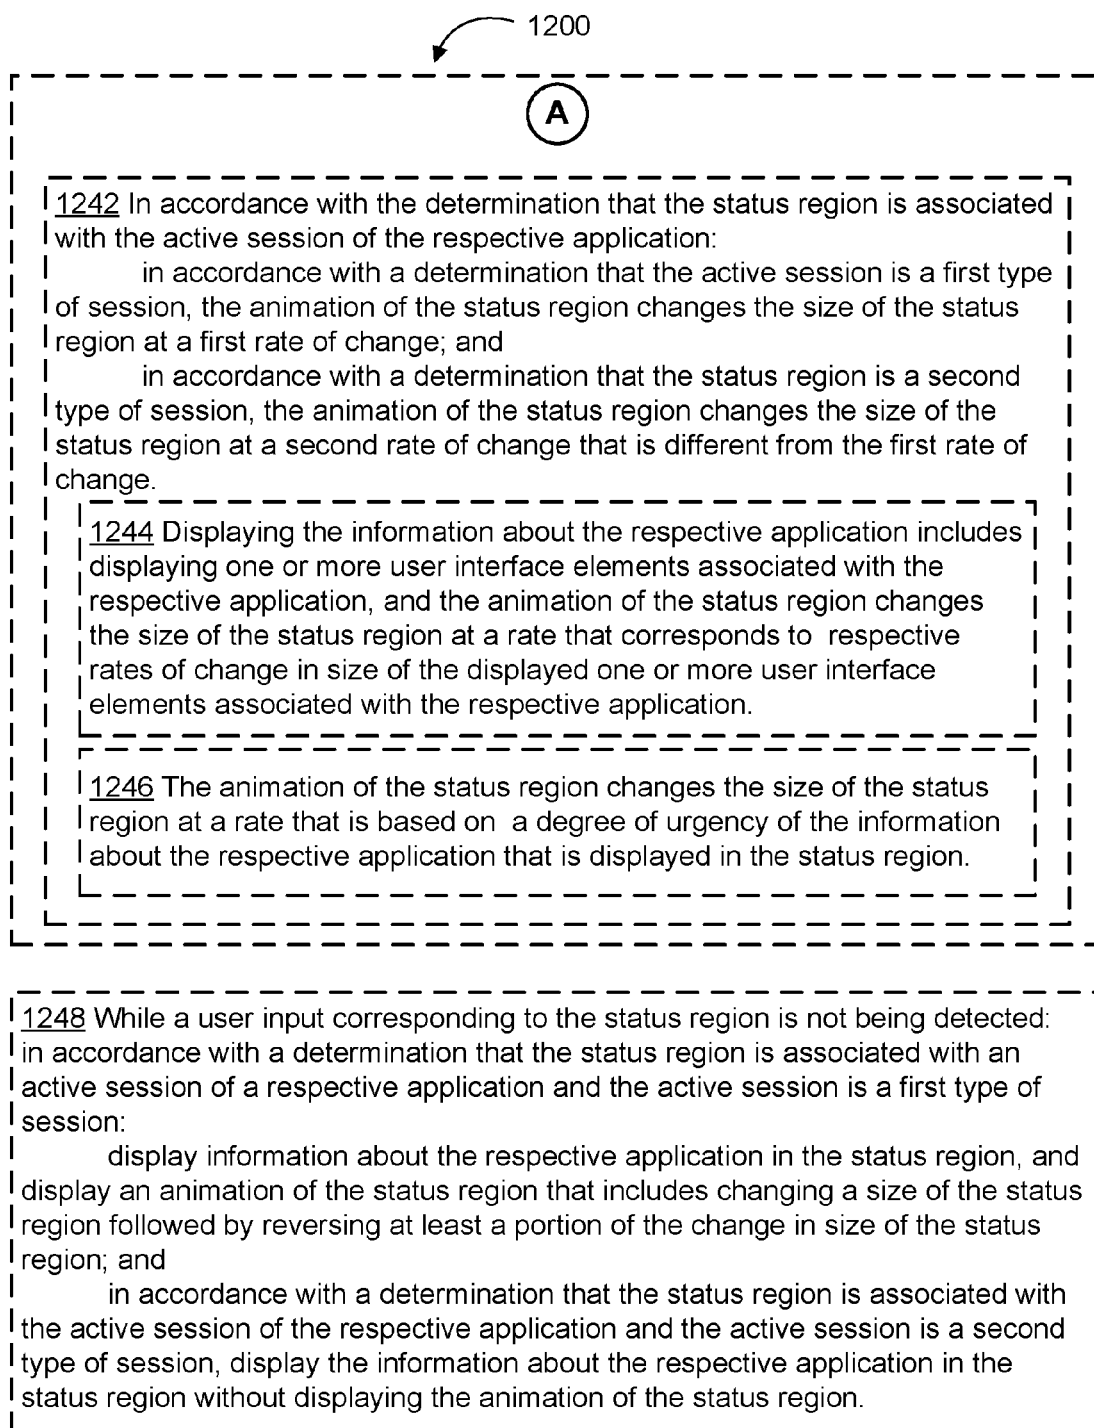 1200
A
1242 In accordance with the determination that the status region is associated
with the active session of the respective application:
in accordance with a determination that the active session is a first type
of session, the animation of the status region changes the size of the status
region at a first rate of change; and
in accordance with a determination that the status region is a second
type of session, the animation of the status region changes the size of the
status region at a second rate of change that is different from the first rate of
change.
1244 Displaying the information about the respective application includes
displaying one or more user interface elements associated with the
respective application, and the animation of the status region changes
the size of the status region at a rate that corresponds to respective
rates of change in size of the displayed one or more user interface
elements associated with the respective application.
1246 The animation of the status region changes the size of the status
region at a rate that is based on a degree of urgency of the information
about the respective application that is displayed in the status region.
1248 While a user input corresponding to the status region is not being detected:
in accordance with a determination that the status region is associated with an
active session of a respective application and the active session is a first type of
session:
display information about the respective application in the status region, and
display an animation of the status region that includes changing a size of the status
region followed by reversing at least a portion of the change in size of the status
region; and
in accordance with a determination that the status region is associated with
the active session of the respective application and the active session is a second
type of session, display the information about the respective application in the
status region without displaying the animation of the status region.